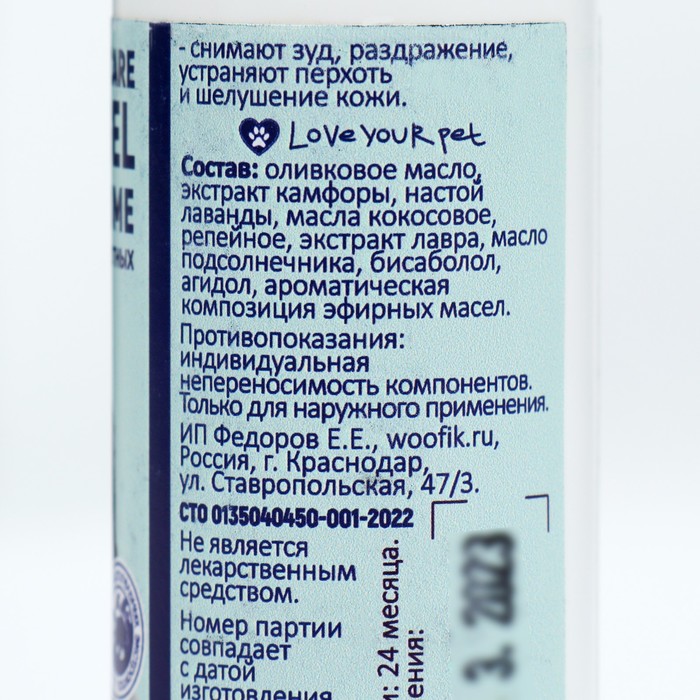 - снимают зуд, раздражение,
устраняют перхоть
и шелушение кожи.
Love your pet
Состав: оливковое масло,
экстракт камфоры, настой
лаванды, масла кокосовое,
репейное, экстракт лавра, масло
подсолнечника, бисаболол,
агидол, ароматическая
композиция эфирных масел.
Противопоказания:
индивидуальная
непереносимость компонентов.
Только для наружного применения.
ИП Федоров Е.Е., woofik.ru,
Россия, г. Краснодар,
ул. Ставропольская, 47/3.
СТО 0135040450-001-2022
Не является
лекарственным
средством.
Номер партии
совпадает
с датой
изготовления
24 месяца.
3. 2023